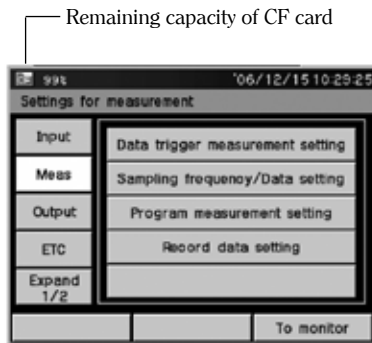 Remaining capacity of CF card
99% '06/12/15 10:29:25
Settings for measurement
Input
Data trigger measurement setting
Meas
Sampling frequency/Data setting
Output
Program measurement setting
ETC
Record data setting
Expand
1/2
To monitor